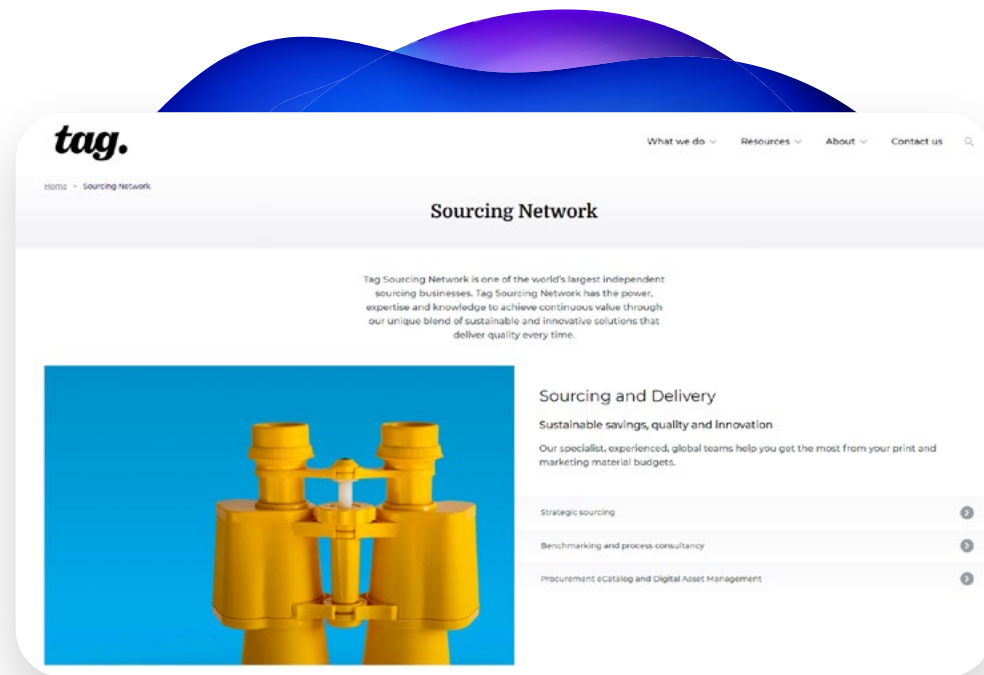 tag.
What we do
Resources
About
Contact us
Home > Sourcing Network
Sourcing Network
Tag Sourcing Network is one of the world's largest independent
sourcing businesses. Tag Sourcing Network has the power,
expertise and knowledge to achieve continuous value through
our unique blend of sustainable and innovative solutions that
deliver quality every time.
Sourcing and Delivery
Sustainable savings, quality and innovation
Our specialist, experienced, global teams help you get the most from your print and
marketing material budgets.
Strategic sourcing
Benchmarking and process consultancy
Procurement eCatalog and Digital Asset Management